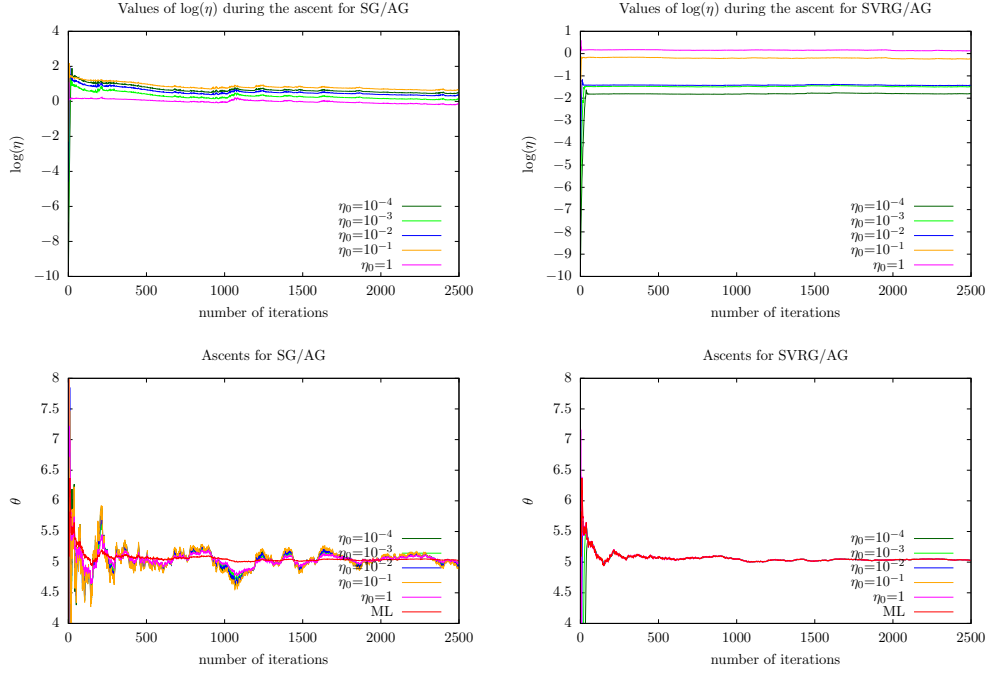 Values of log(η) during the ascent for SG/AG
4
2
0
−2
−4
−6
−8
−10
log(η)
η₀=10⁻⁴
η₀=10⁻³
η₀=10⁻²
η₀=10⁻¹
η₀=1
0 500 1000 1500 2000 2500
number of iterations
Values of log(η) during the ascent for SVRG/AG
1
0
−1
−2
−3
−4
−5
−6
−7
−8
−9
−10
log(η)
η₀=10⁻⁴
η₀=10⁻³
η₀=10⁻²
η₀=10⁻¹
η₀=1
0 500 1000 1500 2000 2500
number of iterations
Ascents for SG/AG
8
7.5
7
6.5
6
5.5
5
4.5
4
θ
η₀=10⁻⁴
η₀=10⁻³
η₀=10⁻²
η₀=10⁻¹
η₀=1
ML
0 500 1000 1500 2000 2500
number of iterations
Ascents for SVRG/AG
8
7.5
7
6.5
6
5.5
5
4.5
4
θ
η₀=10⁻⁴
η₀=10⁻³
η₀=10⁻²
η₀=10⁻¹
η₀=1
ML
0 500 1000 1500 2000 2500
number of iterations